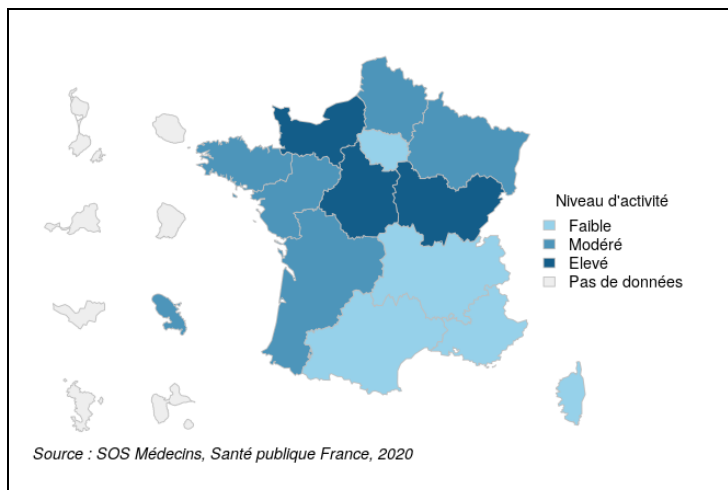 Niveau d'activité
Faible
Modéré
Elevé
Pas de données
Source : SOS Médecins, Santé publique France, 2020